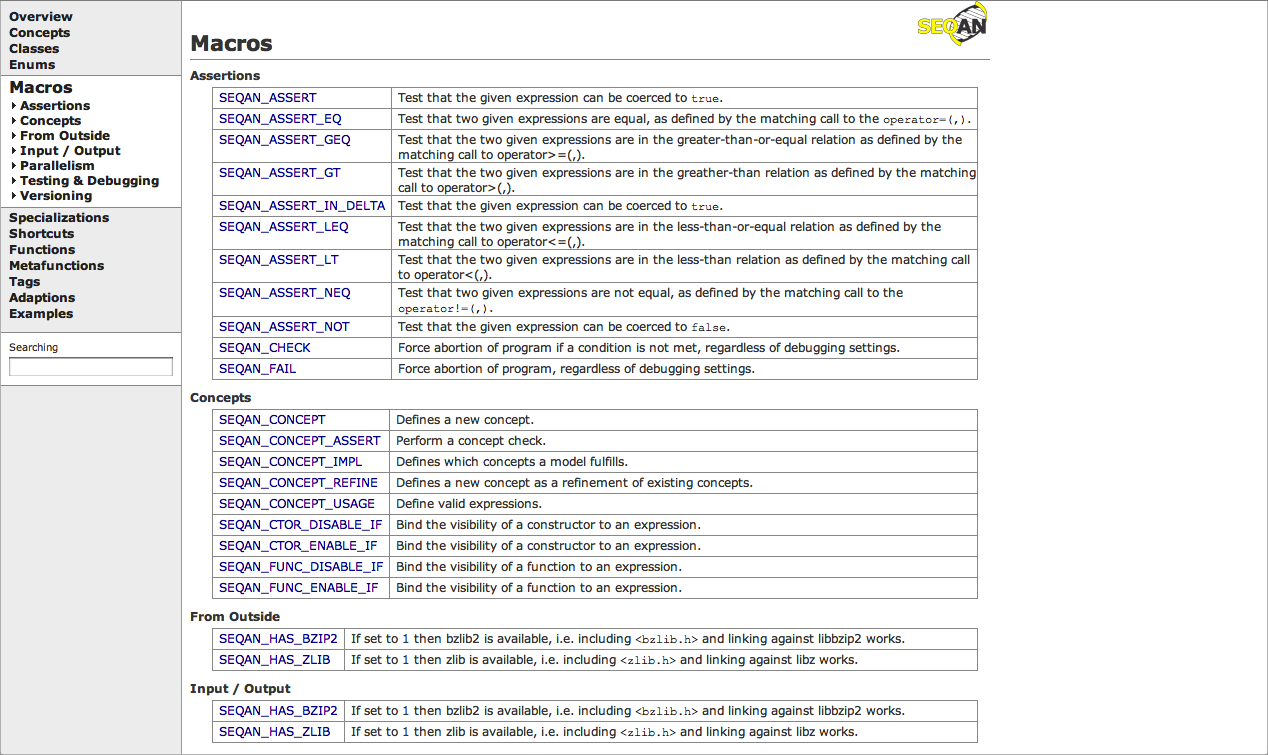 Overview
Concepts
Classes
Enums
Macros
Assertions
Concepts
From Outside
Input / Output
Parallelism
Testing & Debugging
Versioning
Specializations
Shortcuts
Functions
Metafunctions
Tags
Adaptions
Examples
Searching
SEQAN
Macros
Assertions
SEQAN_ASSERT Test that the given expression can be coerced to true.
SEQAN_ASSERT_EQ Test that two given expressions are equal, as defined by the matching call to the operator=(,).
SEQAN_ASSERT_GEQ Test that the two given expressions are in the greater-than-or-equal relation as defined by the
matching call to operator>=(,).
SEQAN_ASSERT_GT Test that the two given expressions are in the greather-than relation as defined by the matching
call to operator>(,).
SEQAN_ASSERT_IN_DELTA Test that the given expression can be coerced to true.
SEQAN_ASSERT_LEQ Test that the two given expressions are in the less-than-or-equal relation as defined by the
matching call to operator<=(,).
SEQAN_ASSERT_LT Test that the two given expressions are in the less-than relation as defined by the matching call
to operator<(,).
SEQAN_ASSERT_NEQ Test that two given expressions are not equal, as defined by the matching call to the
operator!=(,).
SEQAN_ASSERT_NOT Test that the given expression can be coerced to false.
SEQAN_CHECK Force abortion of program if a condition is not met, regardless of debugging settings.
SEQAN_FAIL Force abortion of program, regardless of debugging settings.
Concepts
SEQAN_CONCEPT Defines a new concept.
SEQAN_CONCEPT_ASSERT Perform a concept check.
SEQAN_CONCEPT_IMPL Defines which concepts a model fulfills.
SEQAN_CONCEPT_REFINE Defines a new concept as a refinement of existing concepts.
SEQAN_CONCEPT_USAGE Define valid expressions.
SEQAN_CTOR_DISABLE_IF Bind the visibility of a constructor to an expression.
SEQAN_CTOR_ENABLE_IF Bind the visibility of a constructor to an expression.
SEQAN_FUNC_DISABLE_IF Bind the visibility of a function to an expression.
SEQAN_FUNC_ENABLE_IF Bind the visibility of a function to an expression.
From Outside
SEQAN_HAS_BZIP2 If set to 1 then bzlib2 is available, i.e. including <bzlib.h> and linking against libbzip2 works.
SEQAN_HAS_ZLIB If set to 1 then zlib is available, i.e. including <zlib.h> and linking against libz works.
Input / Output
SEQAN_HAS_BZIP2 If set to 1 then bzlib2 is available, i.e. including <bzlib.h> and linking against libbzip2 works.
SEQAN_HAS_ZLIB If set to 1 then zlib is available, i.e. including <zlib.h> and linking against libz works.